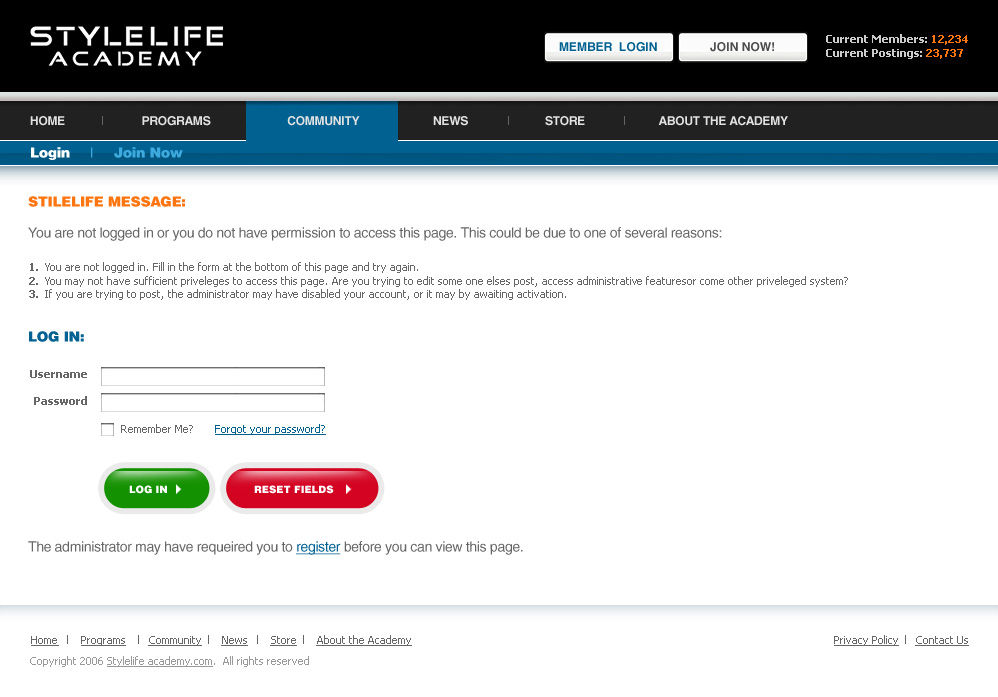 STYLELIFE
ACADEMY
MEMBER LOGIN
JOIN NOW!
Current Members: 12,234
Current Postings: 23,737
HOME | PROGRAMS COMMUNITY NEWS | STORE | ABOUT THE ACADEMY
Login | Join Now
STILELIFE MESSAGE:
You are not logged in or you do not have permission to access this page. This could be due to one of several reasons:
1. You are not logged in. Fill in the form at the bottom of this page and try again.
2. You may not have sufficient priveleges to access this page. Are you trying to edit some one elses post, access administrative featuresor come other priveleged system?
3. If you are trying to post, the administrator may have disabled your account, or it may by awaiting activation.
LOG IN:
Username
Password
Remember Me? Forgot your password?
LOG IN
RESET FIELDS
The administrator may have requeired you to register before you can view this page.
Home | Programs | Community | News | Store | About the Academy
Privacy Policy | Contact Us
Copyright 2006 Stylelife academy.com. All rights reserved